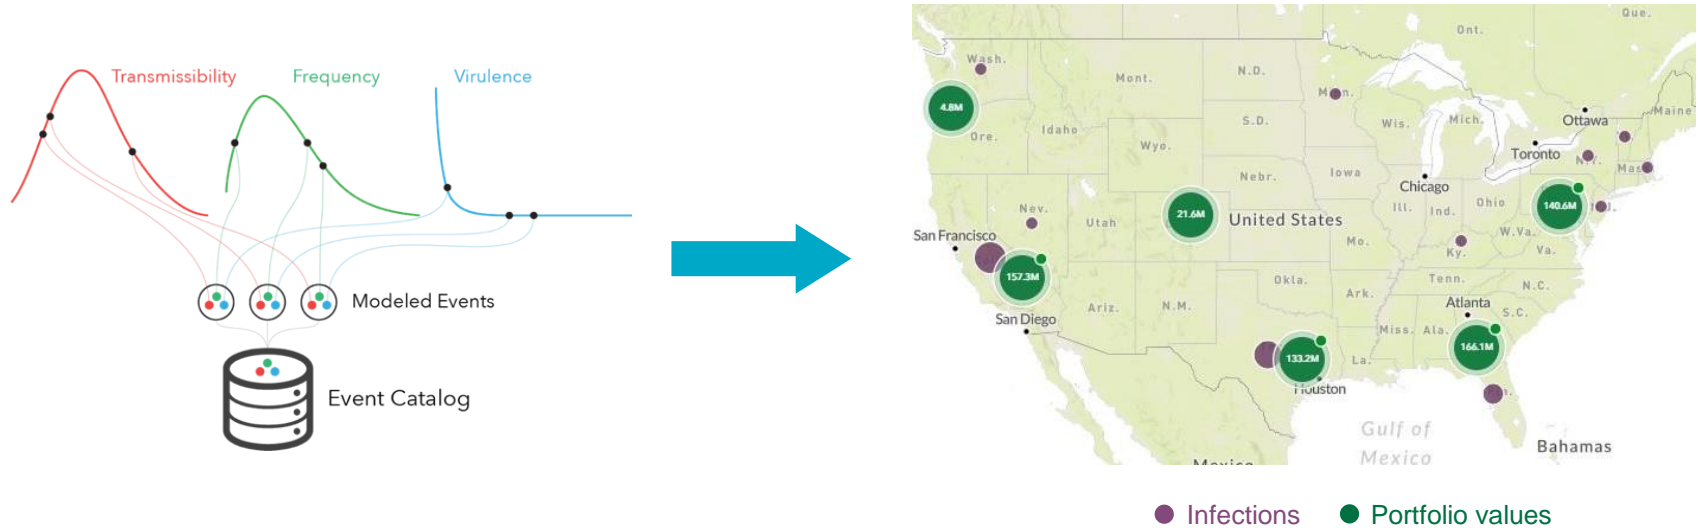 Transmissibility
Frequency
Virulence
Modeled Events
Event Catalog
Que.
Ont.
Wash.
Mont.
N.D.
Maine
4.8M
Ottawa
S.D.
Wis.
Mich.
Ore.
Idaho
Wyo.
Toronto
Nebr.
Iowa
Chicago
Nev.
Utah
21.6M
United States
Ill.
Ind.
Ohio
140.6M
San Francisco
W.Va.
Mo.
Ky.
Va.
157.3M
Okla.
Tenn.
N.C.
Ariz.
N.M.
Ark.
Atlanta
San Diego
S.C.
Miss.
Ala.
166.1M
133.2M
La.
Houston
Gulf of
Mexico
Bahamas
Mexico
Infections
Portfolio values